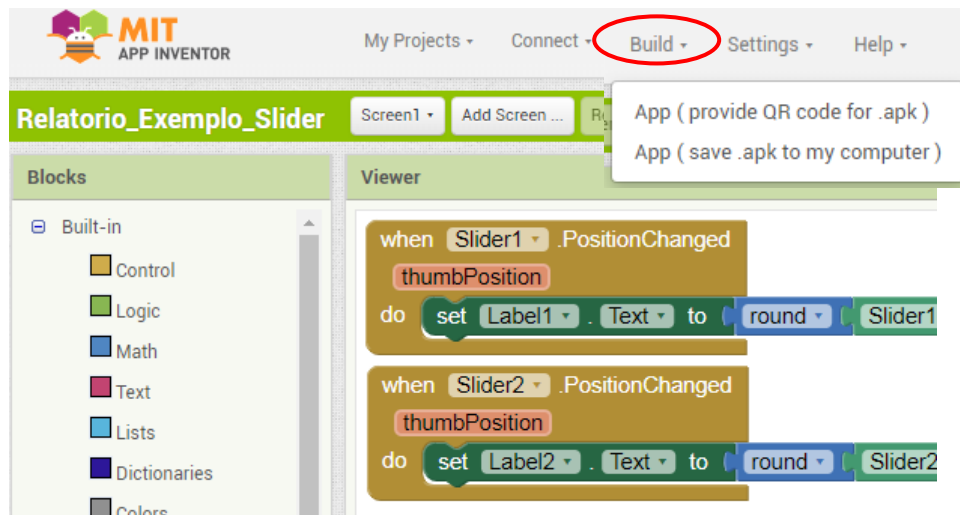 MIT
APP INVENTOR
My Projects Connect Build Settings Help
Relatorio_Exemplo_Slider Screen1 Add Screen ...
App ( provide QR code for .apk )
App ( save .apk to my computer )
Blocks
Viewer
Built-in
Control
Logic
Math
Text
Lists
Dictionaries
Colors
when Slider1 .PositionChanged
thumbPosition
do set Label1 . Text to round Slider1
when Slider2 .PositionChanged
thumbPosition
do set Label2 . Text to round Slider2